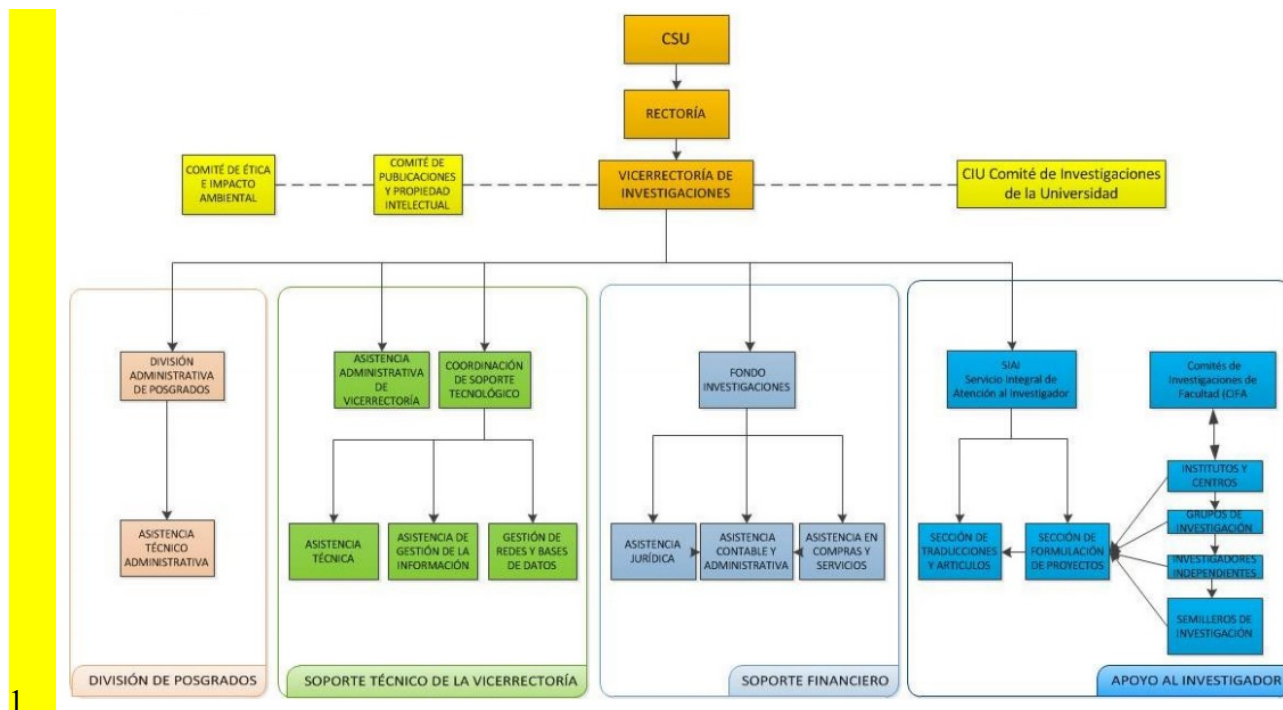 CSU
RECTORÍA
VICERRECTORÍA DE
INVESTIGACIONES
COMITÉ DE ÉTICA
E IMPACTO
AMBIENTAL
COMITÉ DE
PUBLICACIONES
Y PROPIEDAD
INTELECTUAL
CIU Comité de Investigaciones
de la Universidad
DIVISIÓN
ADMINISTRATIVA
DE POSGRADOS
ASISTENCIA
TÉCNICO
ADMINISTRATIVA
DIVISIÓN DE POSGRADOS
ASISTENCIA
ADMINISTRATIVA
DE
VICERRECTORÍA
COORDINACIÓN
DE SOPORTE
TECNOLÓGICO
ASISTENCIA
TÉCNICA
ASISTENCIA DE
GESTIÓN DE LA
INFORMACIÓN
GESTIÓN DE
REDES Y BASES
DE DATOS
SOPORTE TÉCNICO DE LA VICERRECTORÍA
FONDO
INVESTIGACIONES
ASISTENCIA
JURÍDICA
ASISTENCIA
CONTABLE Y
ADMINISTRATIVA
ASISTENCIA EN
COMPRAS Y
SERVICIOS
SOPORTE FINANCIERO
SIAI
Servicio Integral de
Atención al Investigador
Comités de
Investigaciones de
Facultad (CIFA
SECCIÓN DE
TRADUCCIONES
Y ARTICULOS
SECCIÓN DE
FORMULACIÓN
DE PROYECTOS
INSTITUTOS Y
CENTROS
GRUPOS DE
INVESTIGACIÓN
INVESTIGADORES
INDEPENDIENTES
SEMILLEROS DE
INVESTIGACIÓN
APOYO AL INVESTIGADOR
1